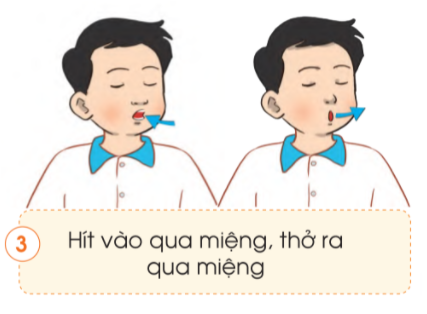 3
Hít vào qua miệng, thở ra
qua miệng